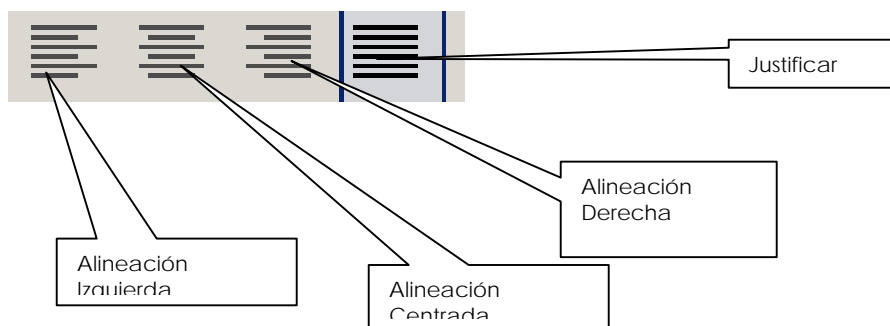 Justificar
Alineación
Derecha
Alineación
Izquierda
Alineación
Centrada